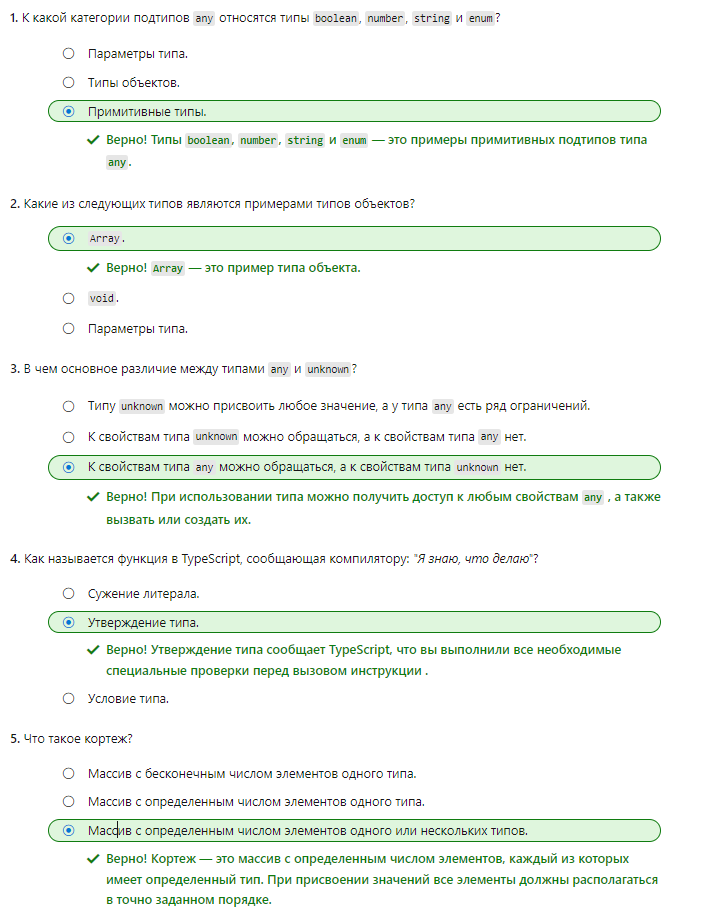 1. К какой категории подтипов any относятся типы boolean, number, string и enum?
Параметры типа.
Типы объектов.
Примитивные типы.
Верно! Типы boolean, number, string и enum — это примеры примитивных подтипов типа
any.
2. Какие из следующих типов являются примерами типов объектов?
Array.
Верно! Array — это пример типа объекта.
void.
Параметры типа.
3. В чем основное различие между типами any и unknown?
Типу unknown можно присвоить любое значение, а у типа any есть ряд ограничений.
К свойствам типа unknown можно обращаться, а к свойствам типа any нет.
К свойствам типа any можно обращаться, а к свойствам типа unknown нет.
Верно! При использовании типа можно получить доступ к любым свойствам any , а также
вызвать или создать их.
4. Как называется функция в TypeScript, сообщающая компилятору: "Я знаю, что делаю"?
Сужение литерала.
Утверждение типа.
Верно! Утверждение типа сообщает TypeScript, что вы выполнили все необходимые
специальные проверки перед вызовом инструкции .
Условие типа.
5. Что такое кортеж?
Массив с бесконечным числом элементов одного типа.
Массив с определенным числом элементов одного типа.
Массив с определенным числом элементов одного или нескольких типов.
Верно! Кортеж — это массив с определенным числом элементов, каждый из которых
имеет определенный тип. При присвоении значений все элементы должны располагаться
в точно заданном порядке.